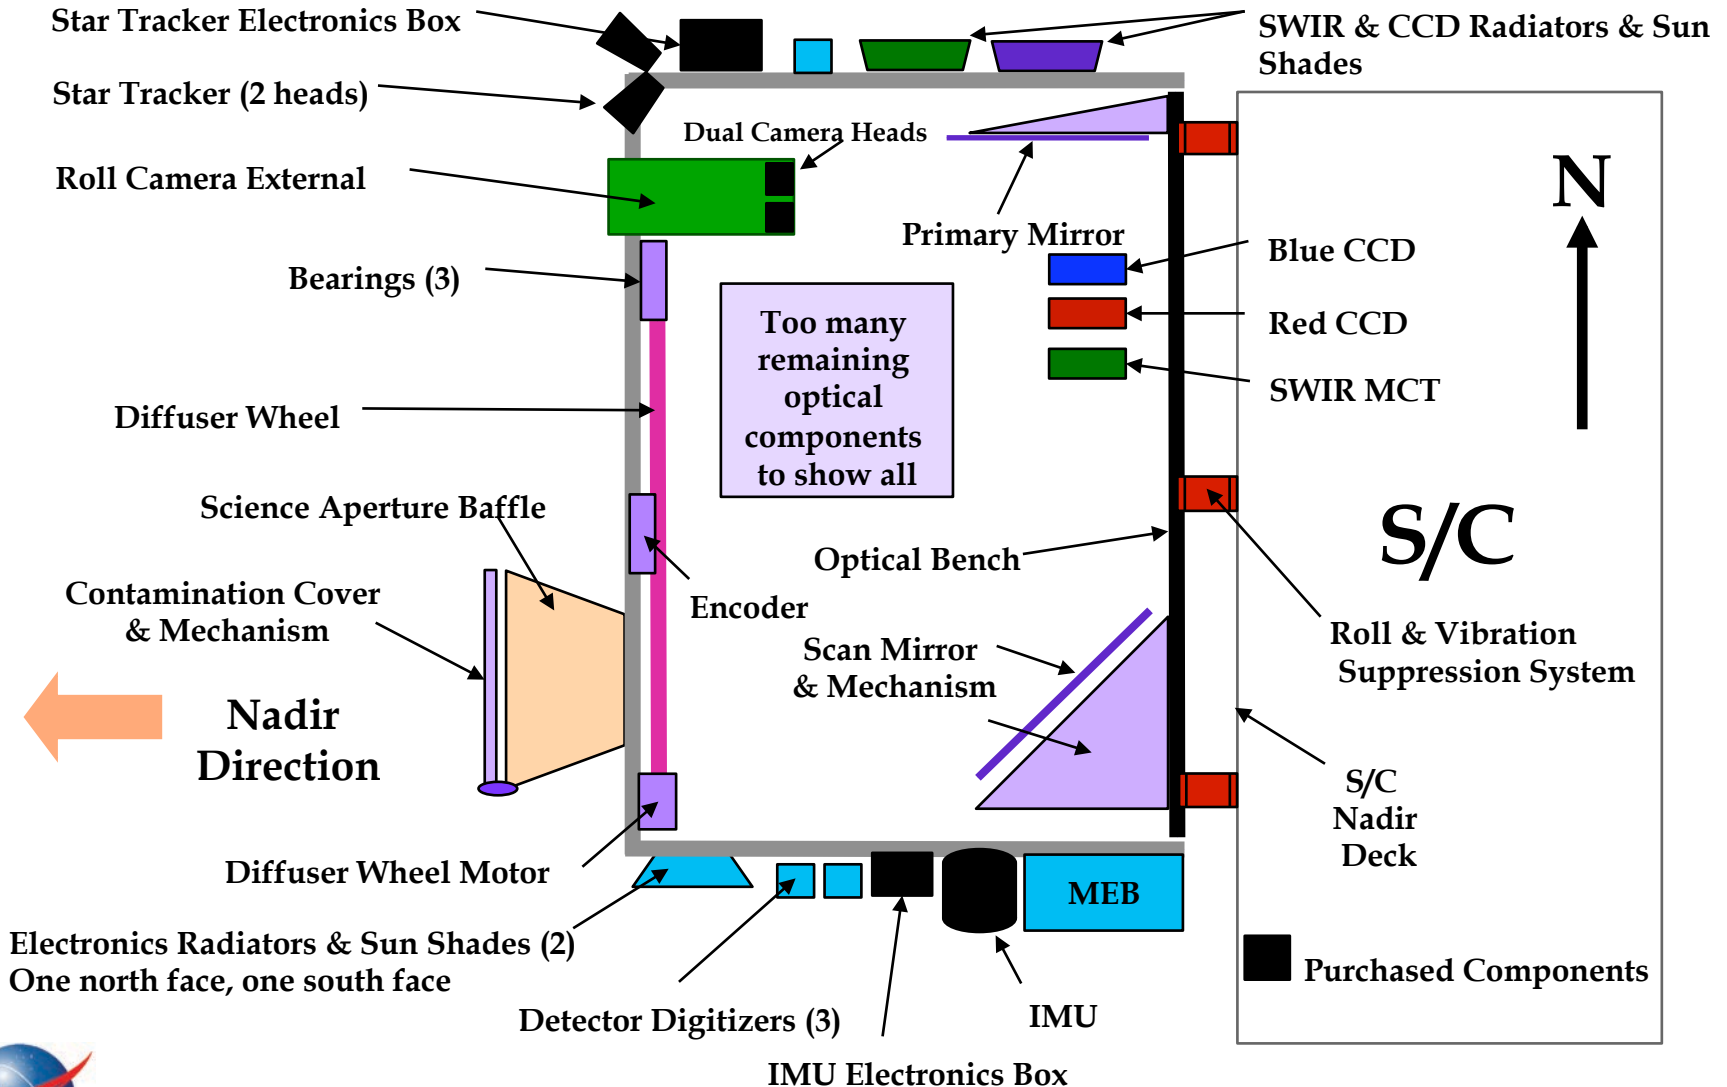 Star Tracker Electronics Box
SWIR & CCD Radiators & Sun
Shades
Star Tracker (2 heads)
Dual Camera Heads
Roll Camera External
N
Primary Mirror
Blue CCD
Bearings (3)
Too many
remaining
optical
components
to show all
Red CCD
SWIR MCT
Diffuser Wheel
Science Aperture Baffle
S/C
Optical Bench
Contamination Cover
& Mechanism
Encoder
Roll & Vibration
Suppression System
Scan Mirror
& Mechanism
Nadir
Direction
S/C
Nadir
Deck
Diffuser Wheel Motor
MEB
Electronics Radiators & Sun Shades (2)
One north face, one south face
Purchased Components
Detector Digitizers (3)
IMU
IMU Electronics Box